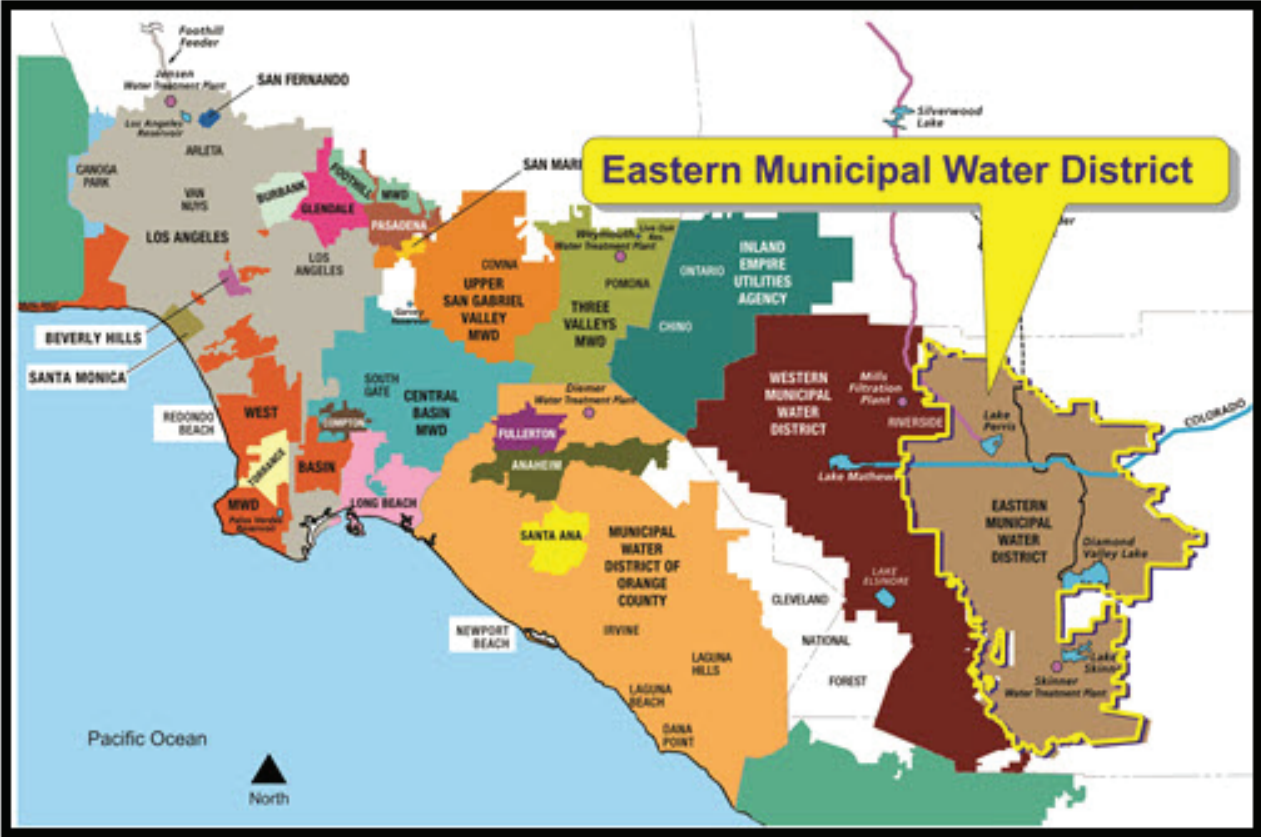 Foothill
Feeder
Jensen
Water Treatment Plant
SAN FERNANDO
Los Angeles
Reservoir
ARLETA
CANOGA
PARK
VAN
NUYS
LOS ANGELES
LOS
ANGELES
BURBANK
GLENDALE
FOOTHILL
MWD
PASADENA
SAN MARI
Silverwood
Lake
Eastern Municipal Water District
COVINA
UPPER
SAN GABRIEL
VALLEY
MWD
Garvey
Reservoir
Weymouth
Water Treatment Plant
Live Oak
Res.
POMONA
THREE
VALLEYS
MWD
ONTARIO
INLAND
EMPIRE
UTILITIES
AGENCY
CHINO
BEVERLY HILLS
SANTA MONICA
REDONDO
BEACH
WEST
BASIN
MWD
TORRANCE
Palos Verdes
Reservoir
COMPTON
SOUTH
GATE
CENTRAL
BASIN
MWD
LONG BEACH
Diemer
Water Treatment Plant
FULLERTON
ANAHEIM
SANTA ANA
MUNICIPAL
WATER
DISTRICT OF
ORANGE
COUNTY
IRVINE
NEWPORT
BEACH
LAGUNA
HILLS
LAGUNA
BEACH
DANA
POINT
WESTERN
MUNICIPAL
WATER
DISTRICT
Mills
Filtration
Plant
RIVERSIDE
Lake
Perris
COLORADO
Lake Mathews
EASTERN
MUNICIPAL
WATER
DISTRICT
Diamond
Valley Lake
LAKE
ELSINORE
CLEVELAND
NATIONAL
FOREST
Lake
Skinner
Skinner
Water Treatment Plant
Pacific Ocean
North